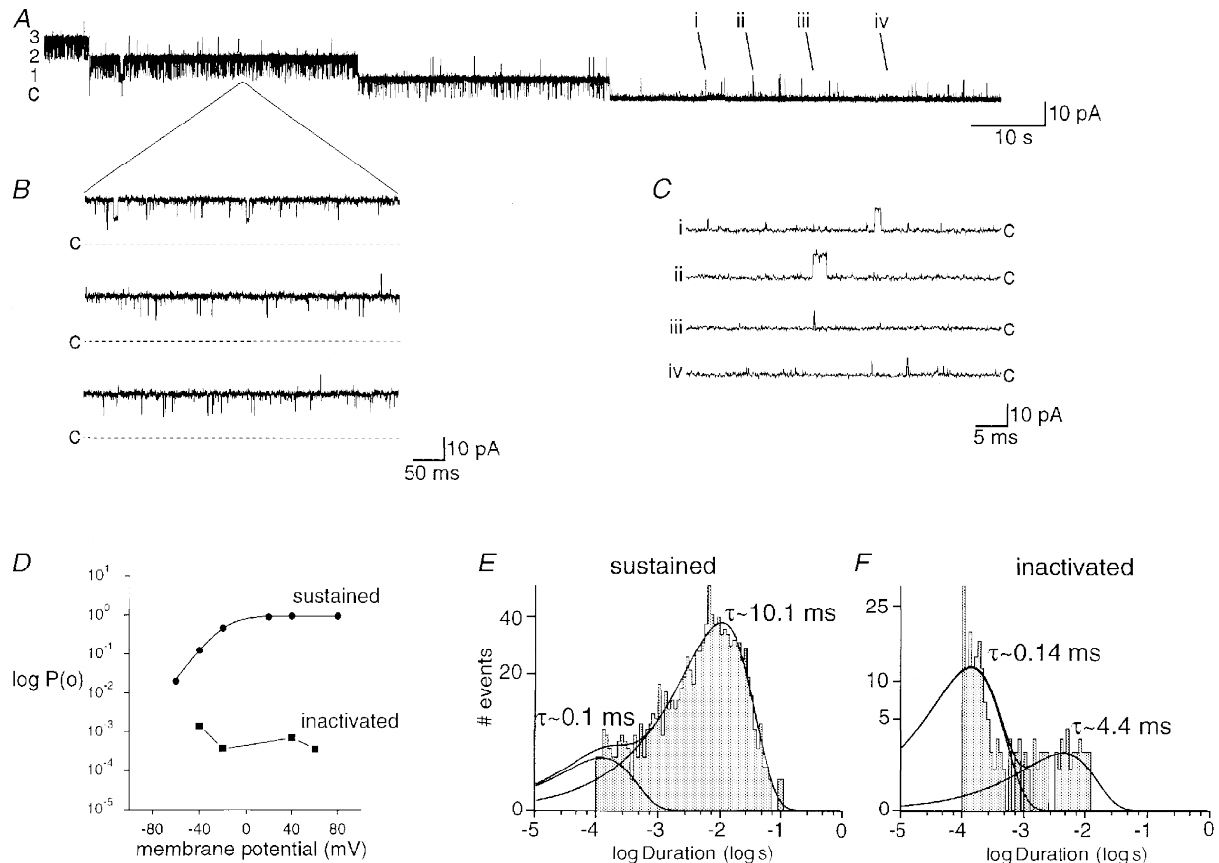 A
3
2
1
C
i
ii
iii
iv
10 pA
10 s
B
C
C
C
10 pA
50 ms
C
i
C
ii
C
iii
C
iv
C
10 pA
5 ms
D
log P(o)
10^1
10^0
10^-1
10^-2
10^-3
10^-4
10^-5
sustained
inactivated
-80
-40
0
40
80
membrane potential (mV)
E
sustained
# events
40
20
0
τ~10.1 ms
τ~0.1 ms
-5
-4
-3
-2
-1
0
log Duration (log s)
F
inactivated
25
10
5
0
τ~0.14 ms
τ~4.4 ms
-5
-4
-3
-2
-1
0
log Duration (log s)